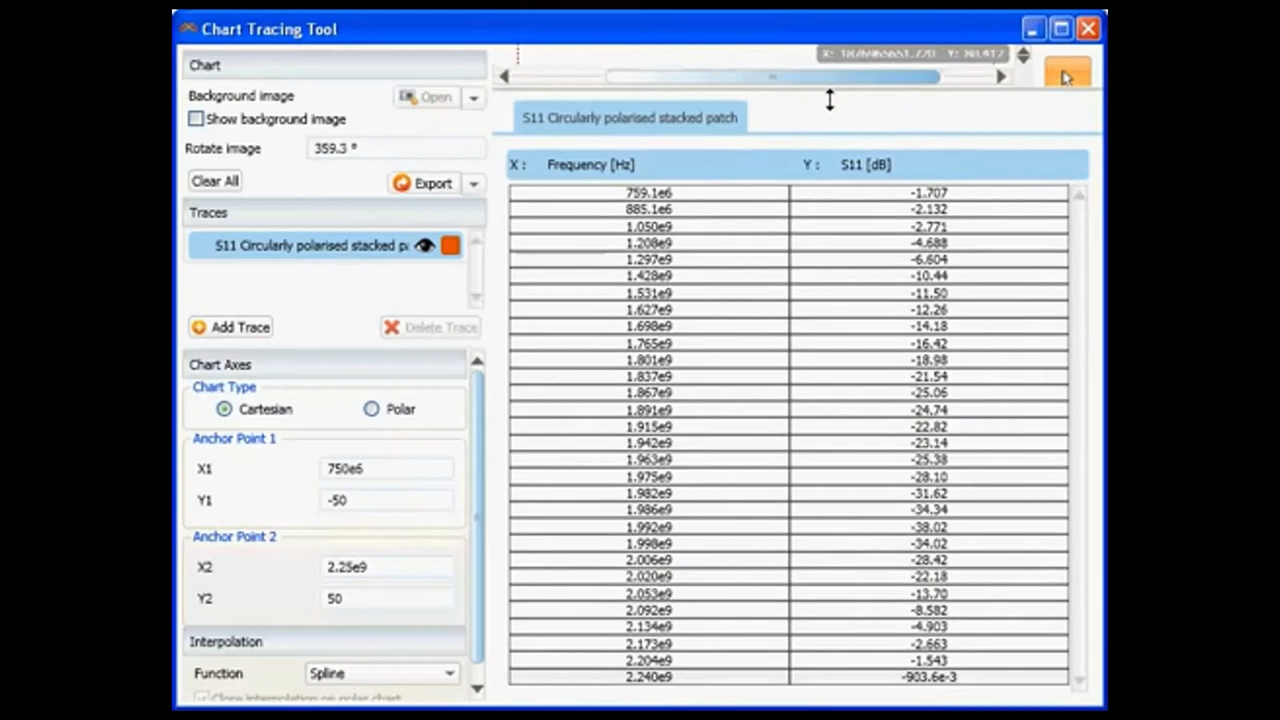 Chart Tracing Tool
Chart
Background image Open
Show background image
Rotate image 359.3 °
Clear All Export
Traces
S11 Circularly polarised stacked pa
Add Trace Delete Trace
Chart Axes
Chart Type
Cartesian Polar
Anchor Point 1
X1 750e6
Y1 -50
Anchor Point 2
X2 2.25e9
Y2 50
Interpolation
Function Spline
Close interpolation on polar chart
S11 Circularly polarised stacked patch
X : Frequency [Hz] Y : S11 [dB]
759.1e6 -1.707
885.1e6 -2.132
1.050e9 -2.771
1.208e9 -4.688
1.297e9 -6.604
1.428e9 -10.44
1.531e9 -11.50
1.627e9 -12.26
1.698e9 -14.18
1.765e9 -16.42
1.801e9 -18.98
1.837e9 -21.54
1.867e9 -25.06
1.891e9 -24.74
1.915e9 -22.82
1.942e9 -23.14
1.963e9 -25.38
1.975e9 -28.10
1.982e9 -31.62
1.986e9 -34.34
1.992e9 -38.02
1.998e9 -34.02
2.006e9 -28.42
2.020e9 -22.18
2.053e9 -13.70
2.092e9 -8.582
2.134e9 -4.903
2.173e9 -2.663
2.204e9 -1.543
2.240e9 -903.6e-3